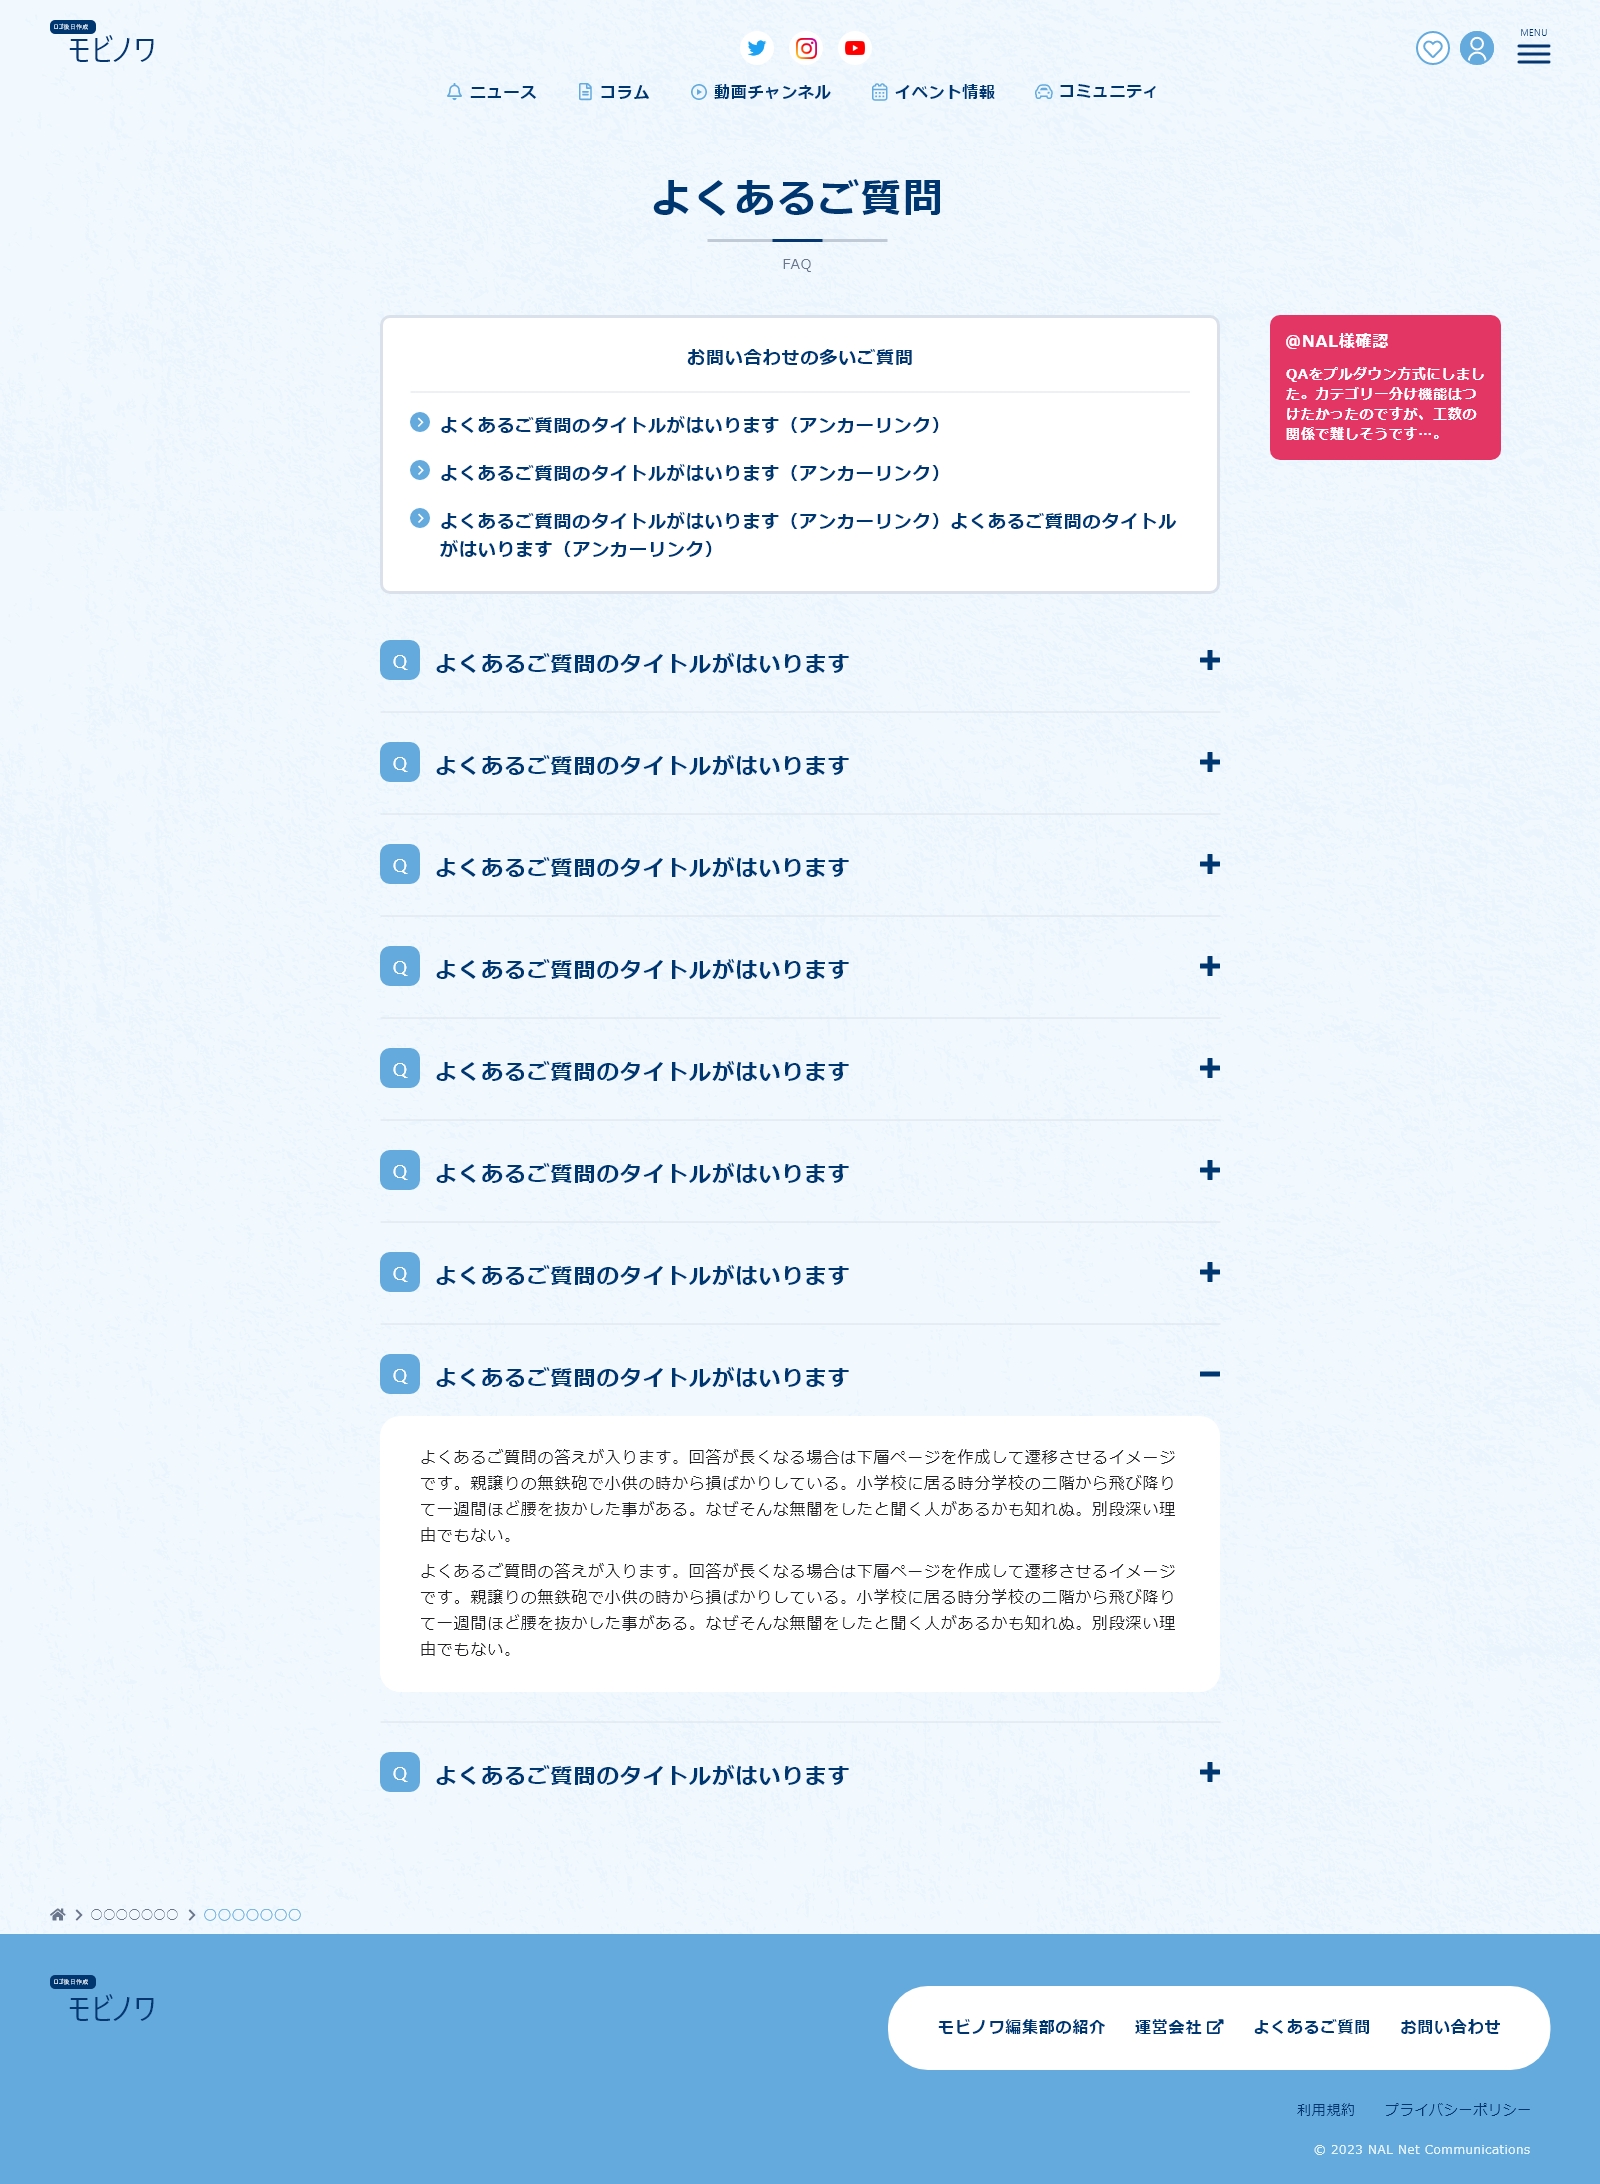 ロゴ後日作成
モビノワ
MENU
ニュース
コラム
動画チャンネル
イベント情報
コミュニティ
よくあるご質問
FAQ
お問い合わせの多いご質問
よくあるご質問のタイトルがはいります（アンカーリンク）
よくあるご質問のタイトルがはいります（アンカーリンク）
よくあるご質問のタイトルがはいります（アンカーリンク）よくあるご質問のタイトル
がはいります（アンカーリンク）
@NAL様確認
QAをプルダウン方式にしまし
た。カテゴリー分け機能はつ
けたかったのですが、工数の
関係で難しそうです…。
Q よくあるご質問のタイトルがはいります
Q よくあるご質問のタイトルがはいります
Q よくあるご質問のタイトルがはいります
Q よくあるご質問のタイトルがはいります
Q よくあるご質問のタイトルがはいります
Q よくあるご質問のタイトルがはいります
Q よくあるご質問のタイトルがはいります
Q よくあるご質問のタイトルがはいります
よくあるご質問の答えが入ります。回答が長くなる場合は下層ページを作成して遷移させるイメージ
です。親譲りの無鉄砲で小供の時から損ばかりしている。小学校に居る時分学校の二階から飛び降り
て一週間ほど腰を抜かした事がある。なぜそんな無闇をしたと聞く人があるかも知れぬ。別段深い理
由でもない。
よくあるご質問の答えが入ります。回答が長くなる場合は下層ページを作成して遷移させるイメージ
です。親譲りの無鉄砲で小供の時から損ばかりしている。小学校に居る時分学校の二階から飛び降り
て一週間ほど腰を抜かした事がある。なぜそんな無闇をしたと聞く人があるかも知れぬ。別段深い理
由でもない。
Q よくあるご質問のタイトルがはいります
〇〇〇〇〇〇〇 〇〇〇〇〇〇〇
ロゴ後日作成
モビノワ
モビノワ編集部の紹介 運営会社 よくあるご質問 お問い合わせ
利用規約 プライバシーポリシー
© 2023 NAL Net Communications